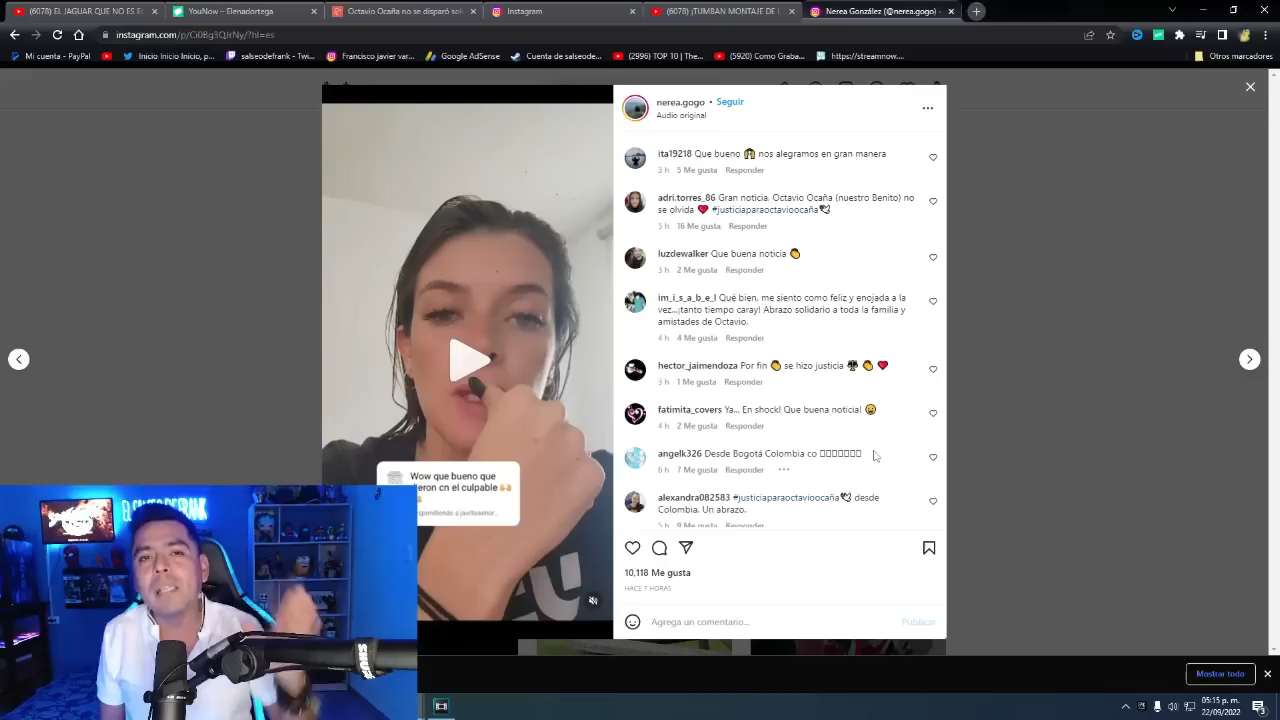 (6078) EL JAGUAR QUE NO ES E
YouNow – Elenadortega
Octavio Ocaña no se disparó sol
Instagram
(6078) ¡TUMBAN MONTAJE DE L
Nerea González (@nerea.gogo)
instagram.com/p/Ci0Bg3QJrNy/?hl=es
Mi cuenta - PayPal
Inicio Inicio Inicio, p...
salseodefrank - Twi...
Francisco javier var...
Google AdSense
Cuenta de salseode...
(2996) TOP 10 | The...
(5920) Como Grabar...
https://streamow...
Otros marcadores
nerea.gogo • Seguir
Audio original
ita19218 Que bueno 🙌 nos alegramos en gran manera
3 h 5 Me gusta Responder
adri.torres_86 Gran noticia, Octavio Ocaña (nuestro Benito) no
se olvida ❤ #justiciaparaoctavioocaña🕊
5 h 16 Me gusta Responder
luzdewalker Que buena noticia 👏
3 h 2 Me gusta Responder
im_i_s_a_b_e_l Qué bien, me siento como feliz y enojada a la
vez...¡tanto tiempo caray! Abrazo solidario a toda la familia y
amistades de Octavio.
4 h 4 Me gusta Responder
hector_jaimendoza Por fin 👏 se hizo justicia 👏 ❤
3 h 1 Me gusta Responder
fatimita_covers Ya... En shock! Que buena noticia! 😀
4 h 2 Me gusta Responder
angelk326 Desde Bogotá Colombia co
6 h 7 Me gusta Responder
alexandra082583 #justiciaparaoctavioocaña🕊 desde
Colombia. Un abrazo.
5 h 9 Me gusta Responder
Wow que bueno que
ieron cn el culpable🙌
pondiendo a javillasenor...
10,118 Me gusta
HACE 7 HORAS
Agrega un comentario...
Publicar
Mostrar todo
05:15 p. m.
22/09/2022